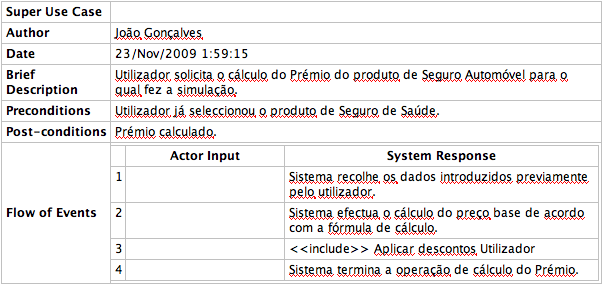 Super Use Case
Author João Gonçalves
Date 23/Nov/2009 1:59:15
Brief Description Utilizador solicita o cálculo do Prémio do produto de Seguro Automóvel para o
qual fez a simulação.
Preconditions Utilizador já seleccionou o produto de Seguro de Saúde.
Post-conditions Prémio calculado.
Flow of Events
Actor Input System Response
1 Sistema recolhe os dados introduzidos previamente
pelo utilizador.
2 Sistema efectua o cálculo do preço base de acordo
com a fórmula de cálculo.
3 <<include>> Aplicar descontos Utilizador
4 Sistema termina a operação de cálculo do Prémio.